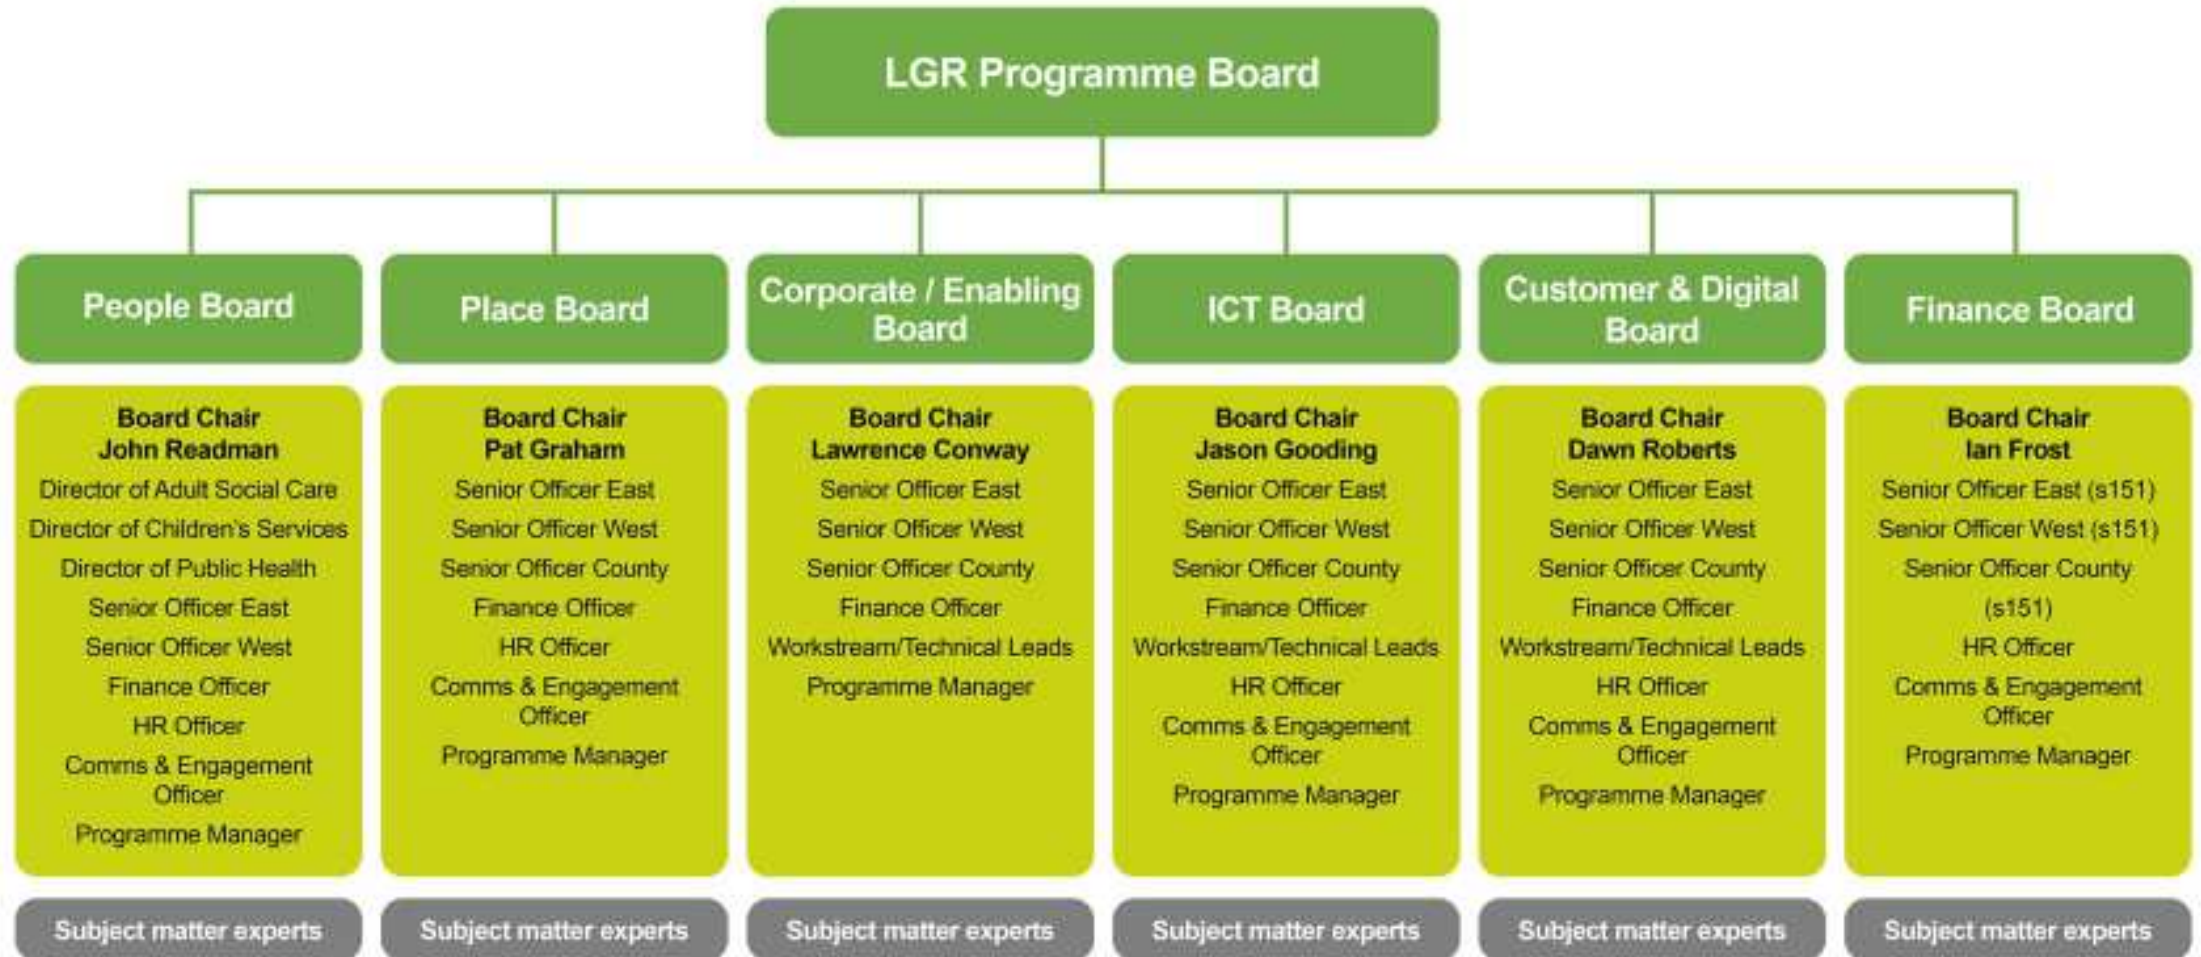 LGR Programme Board
People Board
Board Chair
John Readman
Director of Adult Social Care
Director of Children's Services
Director of Public Health
Senior Officer East
Senior Officer West
Finance Officer
HR Officer
Comms & Engagement
Officer
Programme Manager
Subject matter experts
Place Board
Board Chair
Pat Graham
Senior Officer East
Senior Officer West
Senior Officer County
Finance Officer
HR Officer
Comms & Engagement
Officer
Programme Manager
Subject matter experts
Corporate / Enabling
Board
Board Chair
Lawrence Conway
Senior Officer East
Senior Officer West
Senior Officer County
Finance Officer
Workstream/Technical Leads
Programme Manager
Subject matter experts
ICT Board
Board Chair
Jason Gooding
Senior Officer East
Senior Officer West
Senior Officer County
Finance Officer
Workstream/Technical Leads
HR Officer
Comms & Engagement
Officer
Programme Manager
Subject matter experts
Customer & Digital
Board
Board Chair
Dawn Roberts
Senior Officer East
Senior Officer West
Senior Officer County
Finance Officer
Workstream/Technical Leads
HR Officer
Comms & Engagement
Officer
Programme Manager
Subject matter experts
Finance Board
Board Chair
Ian Frost
Senior Officer East (s151)
Senior Officer West (s151)
Senior Officer County
(s151)
HR Officer
Comms & Engagement
Officer
Programme Manager
Subject matter experts